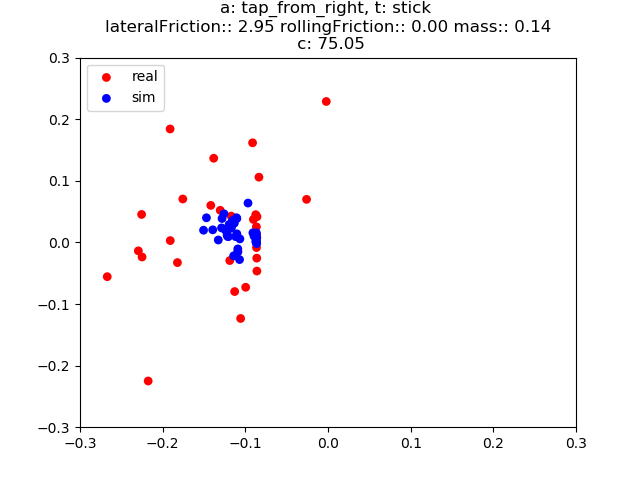 a: tap_from_right, t: stick
lateralFriction:: 2.95 rollingFriction:: 0.00 mass:: 0.14
c: 75.05
real
sim
0.3
0.2
0.1
0.0
−0.1
−0.2
−0.3
−0.3 −0.2 −0.1 0.0 0.1 0.2 0.3